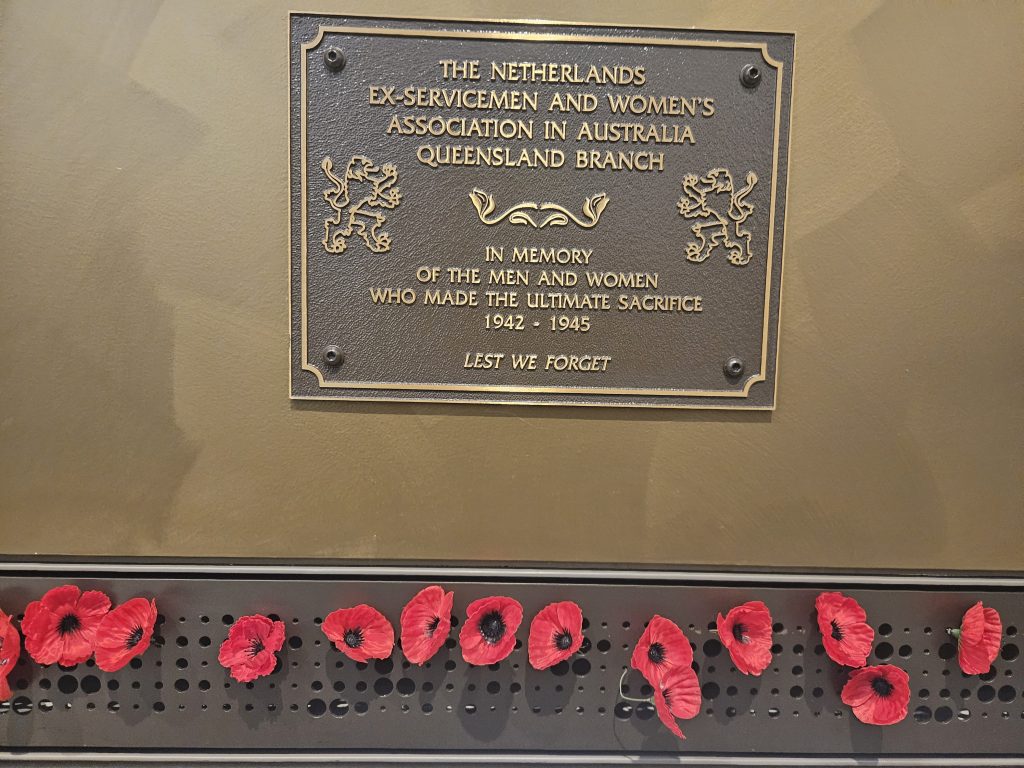 THE NETHERLANDS
EX-SERVICEMEN AND WOMEN'S
ASSOCIATION IN AUSTRALIA
QUEENSLAND BRANCH
IN MEMORY
OF THE MEN AND WOMEN
WHO MADE THE ULTIMATE SACRIFICE
1942 - 1945
LEST WE FORGET